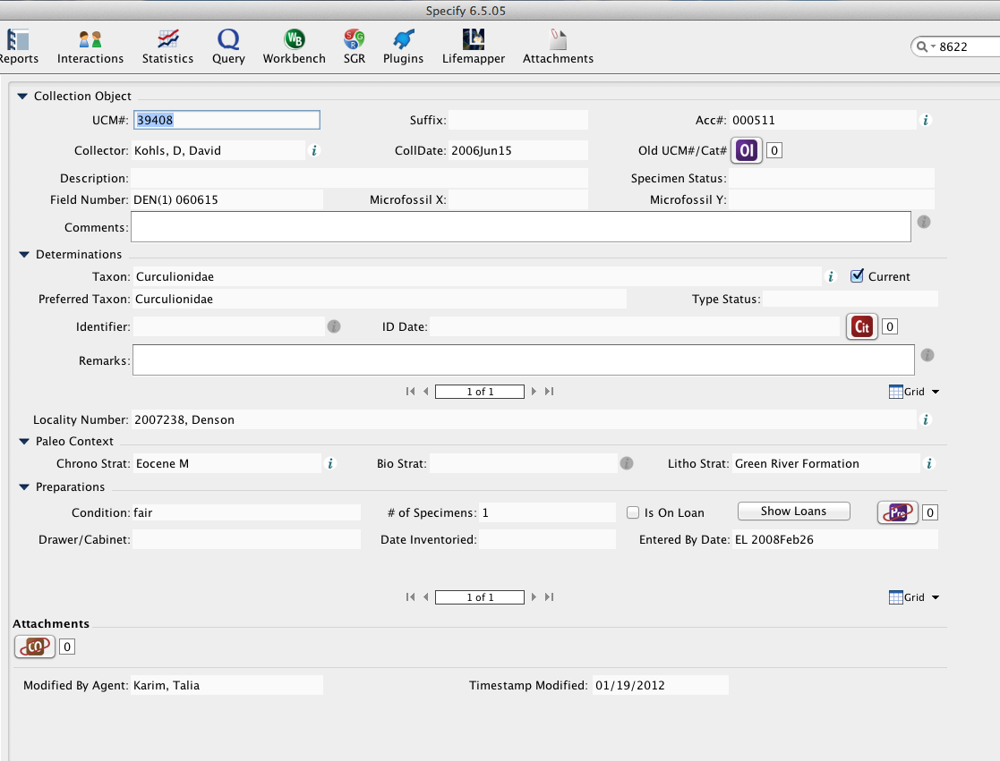 Specify 6.5.05
Reports Interactions Statistics Query Workbench SGR Plugins Lifemapper Attachments 8622
Collection Object
UCM#: 39408 Suffix: Acc#: 000511
Collector: Kohls, D, David CollDate: 2006Jun15 Old UCM#/Cat# OI 0
Description: Specimen Status:
Field Number: DEN(1) 060615 Microfossil X: Microfossil Y:
Comments:
Determinations
Taxon: Curculionidae Current
Preferred Taxon: Curculionidae Type Status:
Identifier: ID Date: Cit 0
Remarks:
1 of 1 Grid
Locality Number: 2007238, Denson
Paleo Context
Chrono Strat: Eocene M Bio Strat: Litho Strat: Green River Formation
Preparations
Condition: fair # of Specimens: 1 Is On Loan Show Loans Pre 0
Drawer/Cabinet: Date Inventoried: Entered By Date: EL 2008Feb26
1 of 1 Grid
Attachments
CO 0
Modified By Agent: Karim, Talia Timestamp Modified: 01/19/2012